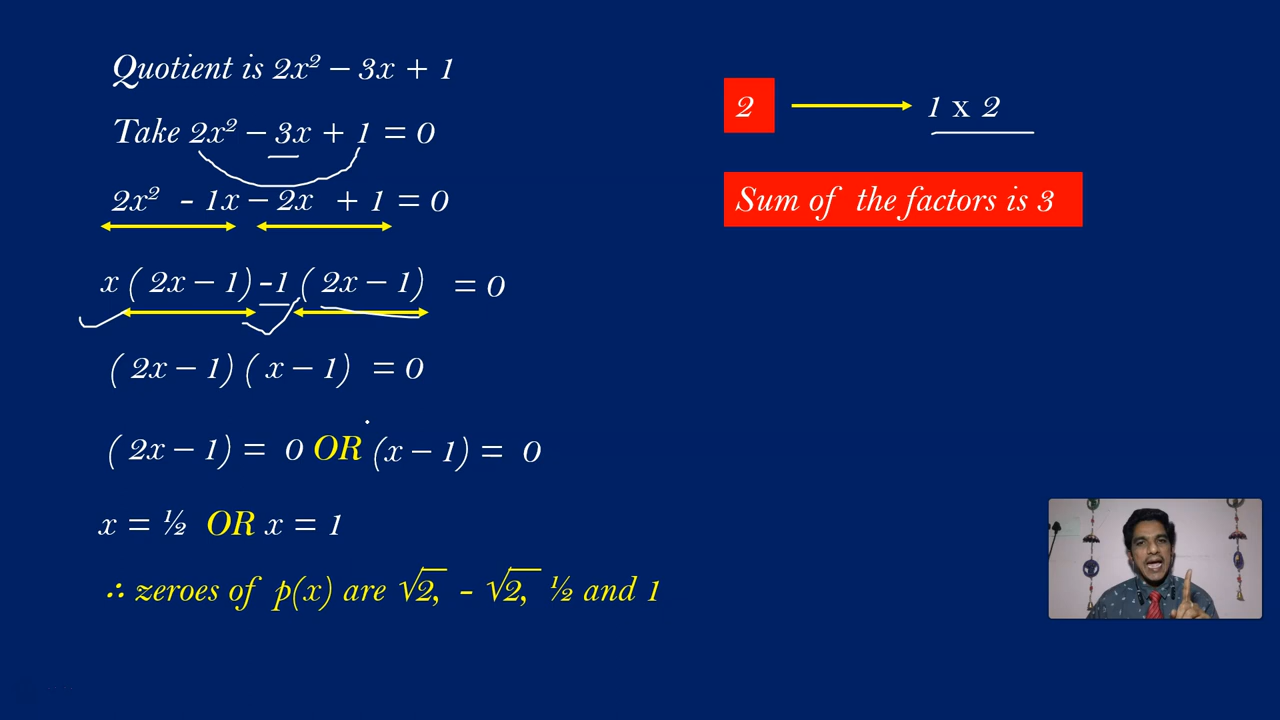 Quotient is 2x² – 3x + 1
Take 2x² – 3x + 1 = 0
2x² - 1x – 2x + 1 = 0
x ( 2x – 1) -1 ( 2x – 1) = 0
( 2x – 1) ( x – 1) = 0
( 2x – 1) = 0 OR (x – 1) = 0
x = ½ OR x = 1
∴ zeroes of p(x) are √2, - √2, ½ and 1
2 → 1 x 2
Sum of the factors is 3